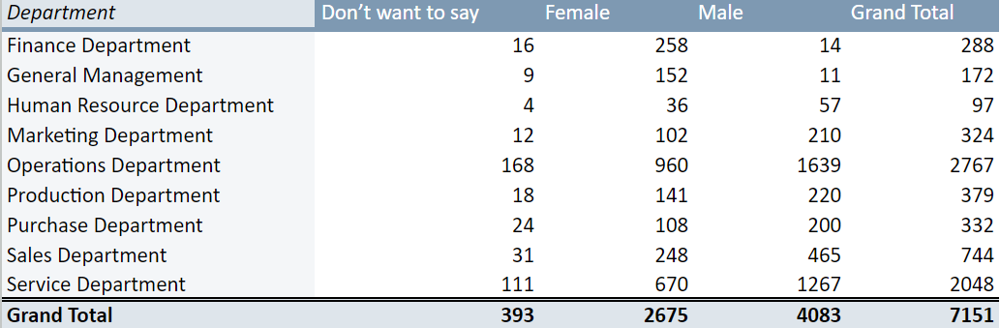 Department Don’t want to say Female Male Grand Total
Finance Department 16 258 14 288
General Management 9 152 11 172
Human Resource Department 4 36 57 97
Marketing Department 12 102 210 324
Operations Department 168 960 1639 2767
Production Department 18 141 220 379
Purchase Department 24 108 200 332
Sales Department 31 248 465 744
Service Department 111 670 1267 2048
Grand Total 393 2675 4083 7151